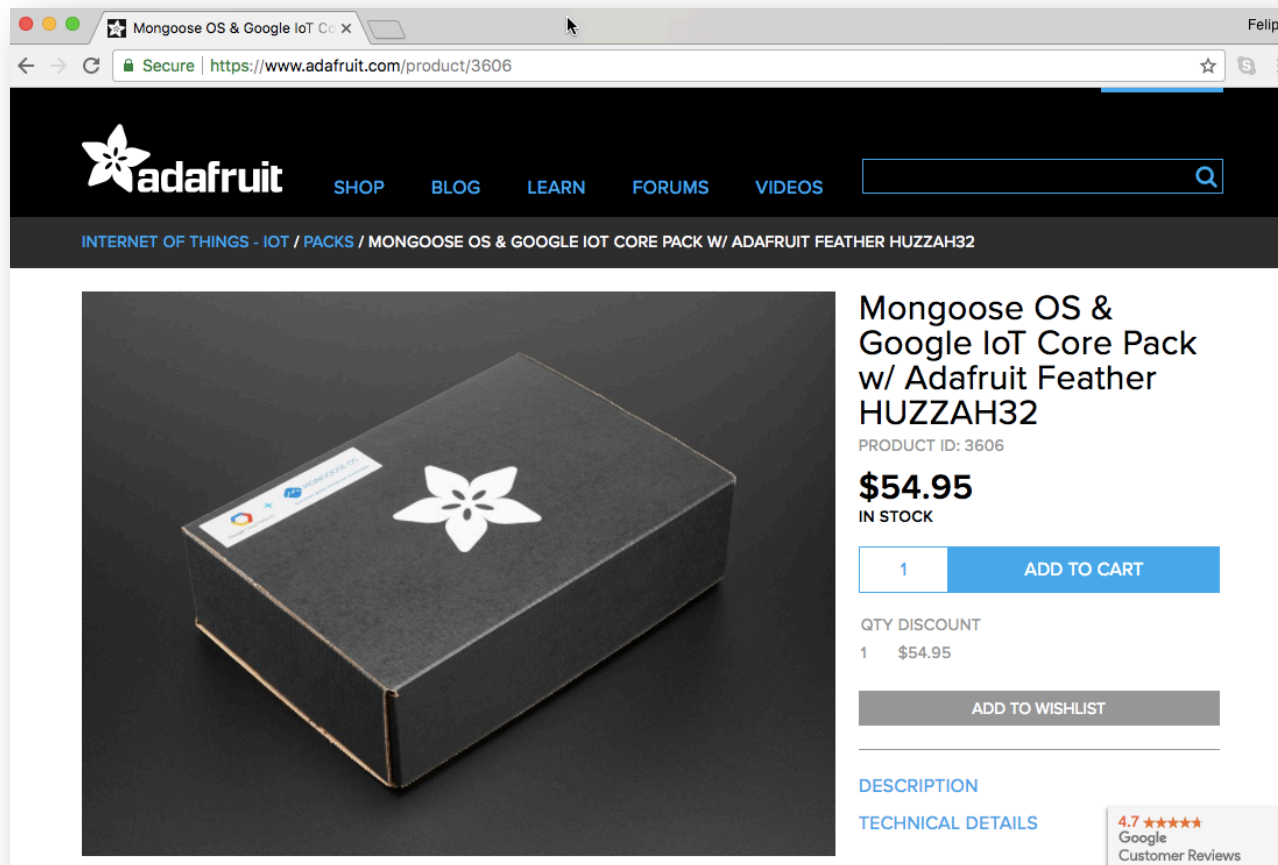 Mongoose OS & Google IoT Co
Felip
Secure https://www.adafruit.com/product/3606
adafruit
SHOP BLOG LEARN FORUMS VIDEOS
INTERNET OF THINGS - IOT / PACKS / MONGOOSE OS & GOOGLE IOT CORE PACK W/ ADAFRUIT FEATHER HUZZAH32
MONGOOSE OS
Mongoose OS &
Google IoT Core Pack
w/ Adafruit Feather
HUZZAH32
PRODUCT ID: 3606
$54.95
IN STOCK
1 ADD TO CART
QTY DISCOUNT
1 $54.95
ADD TO WISHLIST
DESCRIPTION
TECHNICAL DETAILS
4.7
Google
Customer Reviews